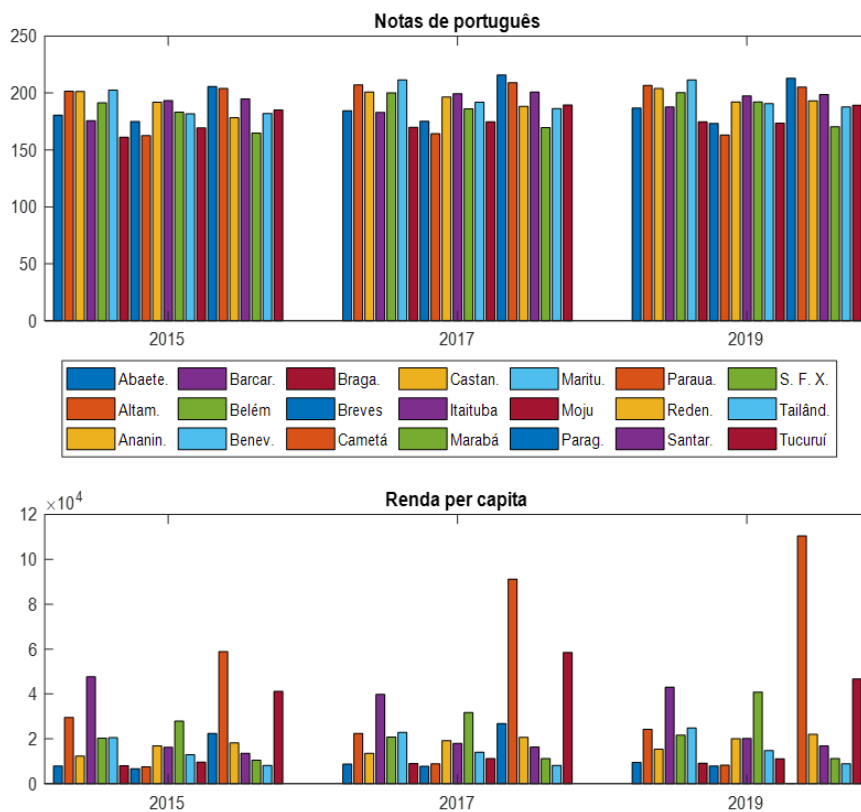 Notas de português
250
200
150
100
50
0
2015 2017 2019
Abaete. Barcar. Braga. Castan. Maritu. Paraua. S. F. X.
Altam. Belém Breves Itaituba Moju Reden. Tailând.
Ananin. Benev. Cametá Marabá Parag. Santar. Tucuruí
Renda per capita
×10⁴
12
10
8
6
4
2
0
2015 2017 2019